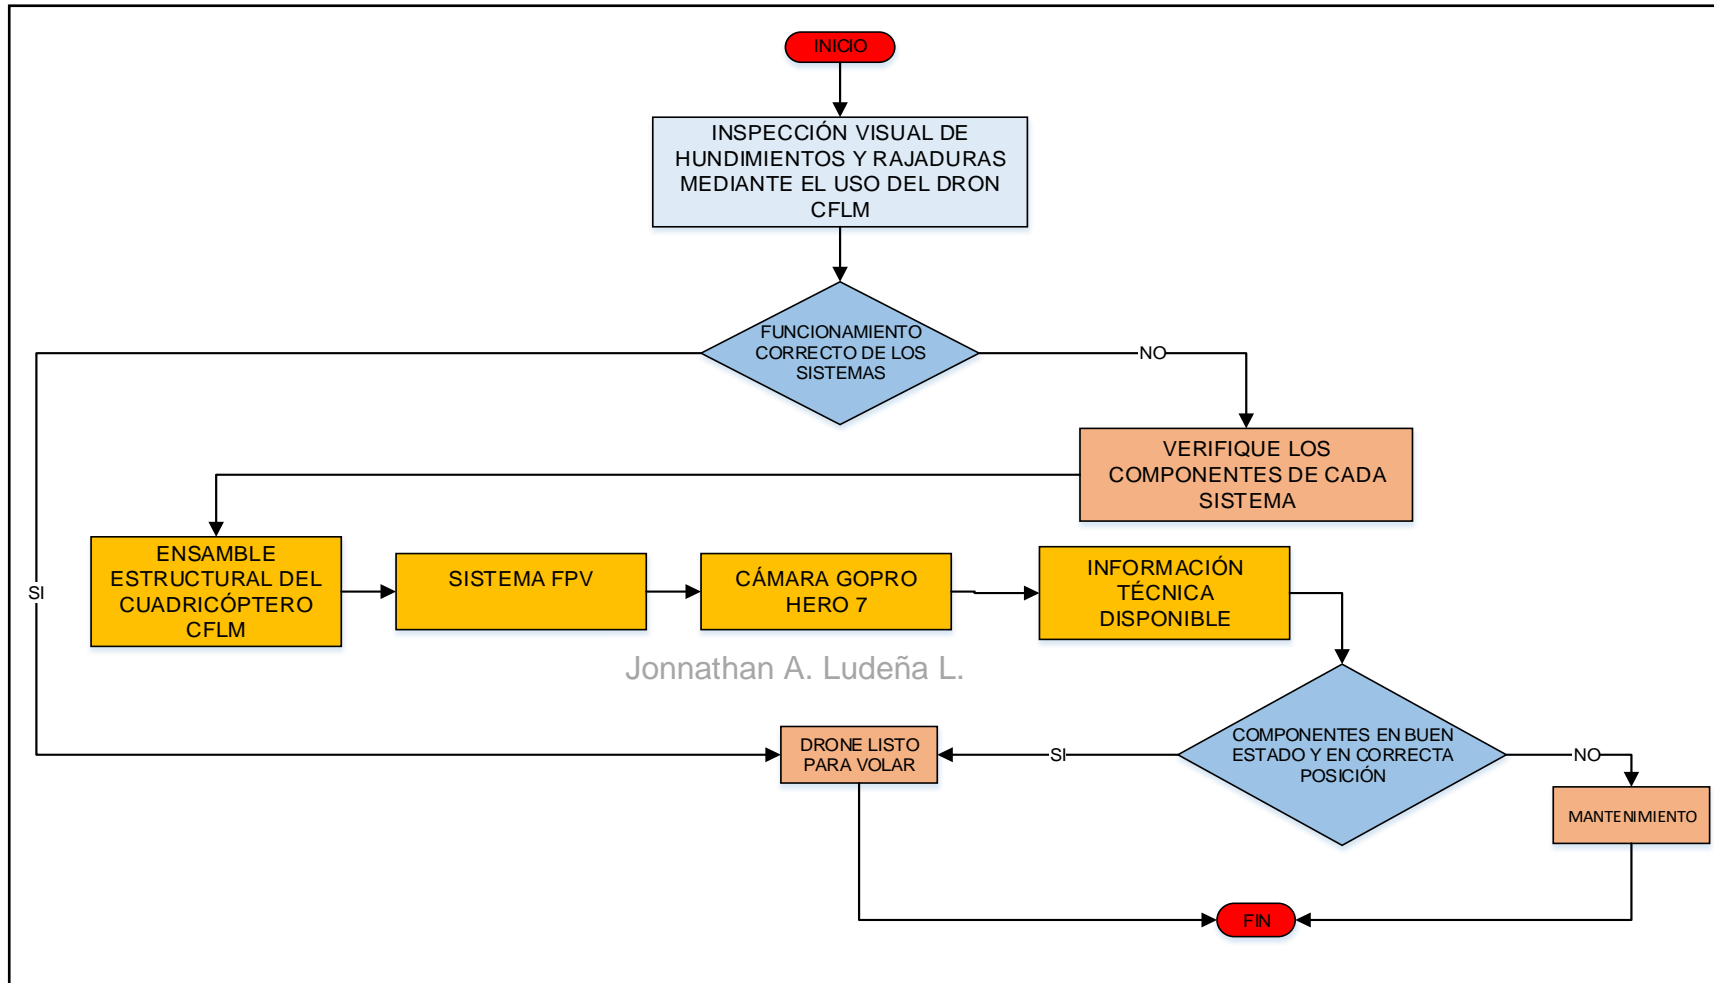 INICIO
INSPECCIÓN VISUAL DE
HUNDIMIENTOS Y RAJADURAS
MEDIANTE EL USO DEL DRON
CFLM
FUNCIONAMIENTO
CORRECTO DE LOS
SISTEMAS
NO
VERIFIQUE LOS
COMPONENTES DE CADA
SISTEMA
SI
ENSAMBLE
ESTRUCTURAL DEL
CUADRICÓPTERO
CFLM
SISTEMA FPV
CÁMARA GOPRO
HERO 7
INFORMACIÓN
TÉCNICA
DISPONIBLE
Jonnathan A. Ludeña L.
DRONE LISTO
PARA VOLAR
SI
COMPONENTES EN BUEN
ESTADO Y EN CORRECTA
POSICIÓN
NO
MANTENIMIENTO
FIN